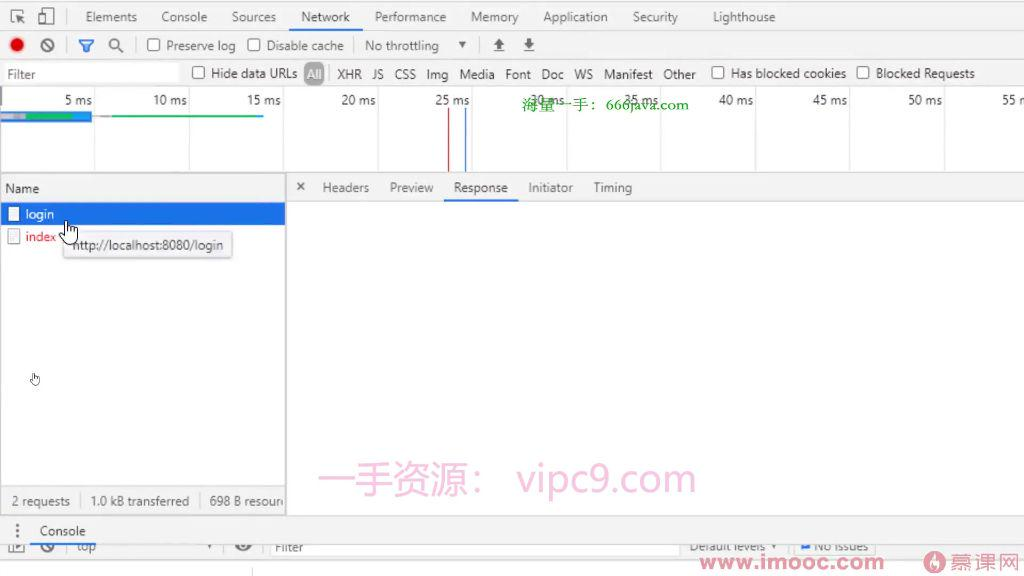 Elements Console Sources Network Performance Memory Application Security Lighthouse
Preserve log Disable cache No throttling
Filter Hide data URLs All XHR JS CSS Img Media Font Doc WS Manifest Other Has blocked cookies Blocked Requests
5 ms 10 ms 15 ms 20 ms 25 ms 30 ms 35 ms 40 ms 45 ms 50 ms 55 m
海量一手：666java.com
Name × Headers Preview Response Initiator Timing
login
index
http://localhost:8080/login
一手资源： vipc9.com
2 requests 1.0 kB transferred 698 B resour
Console
top Filter Default levels No Issues
www.imooc.com 慕课网